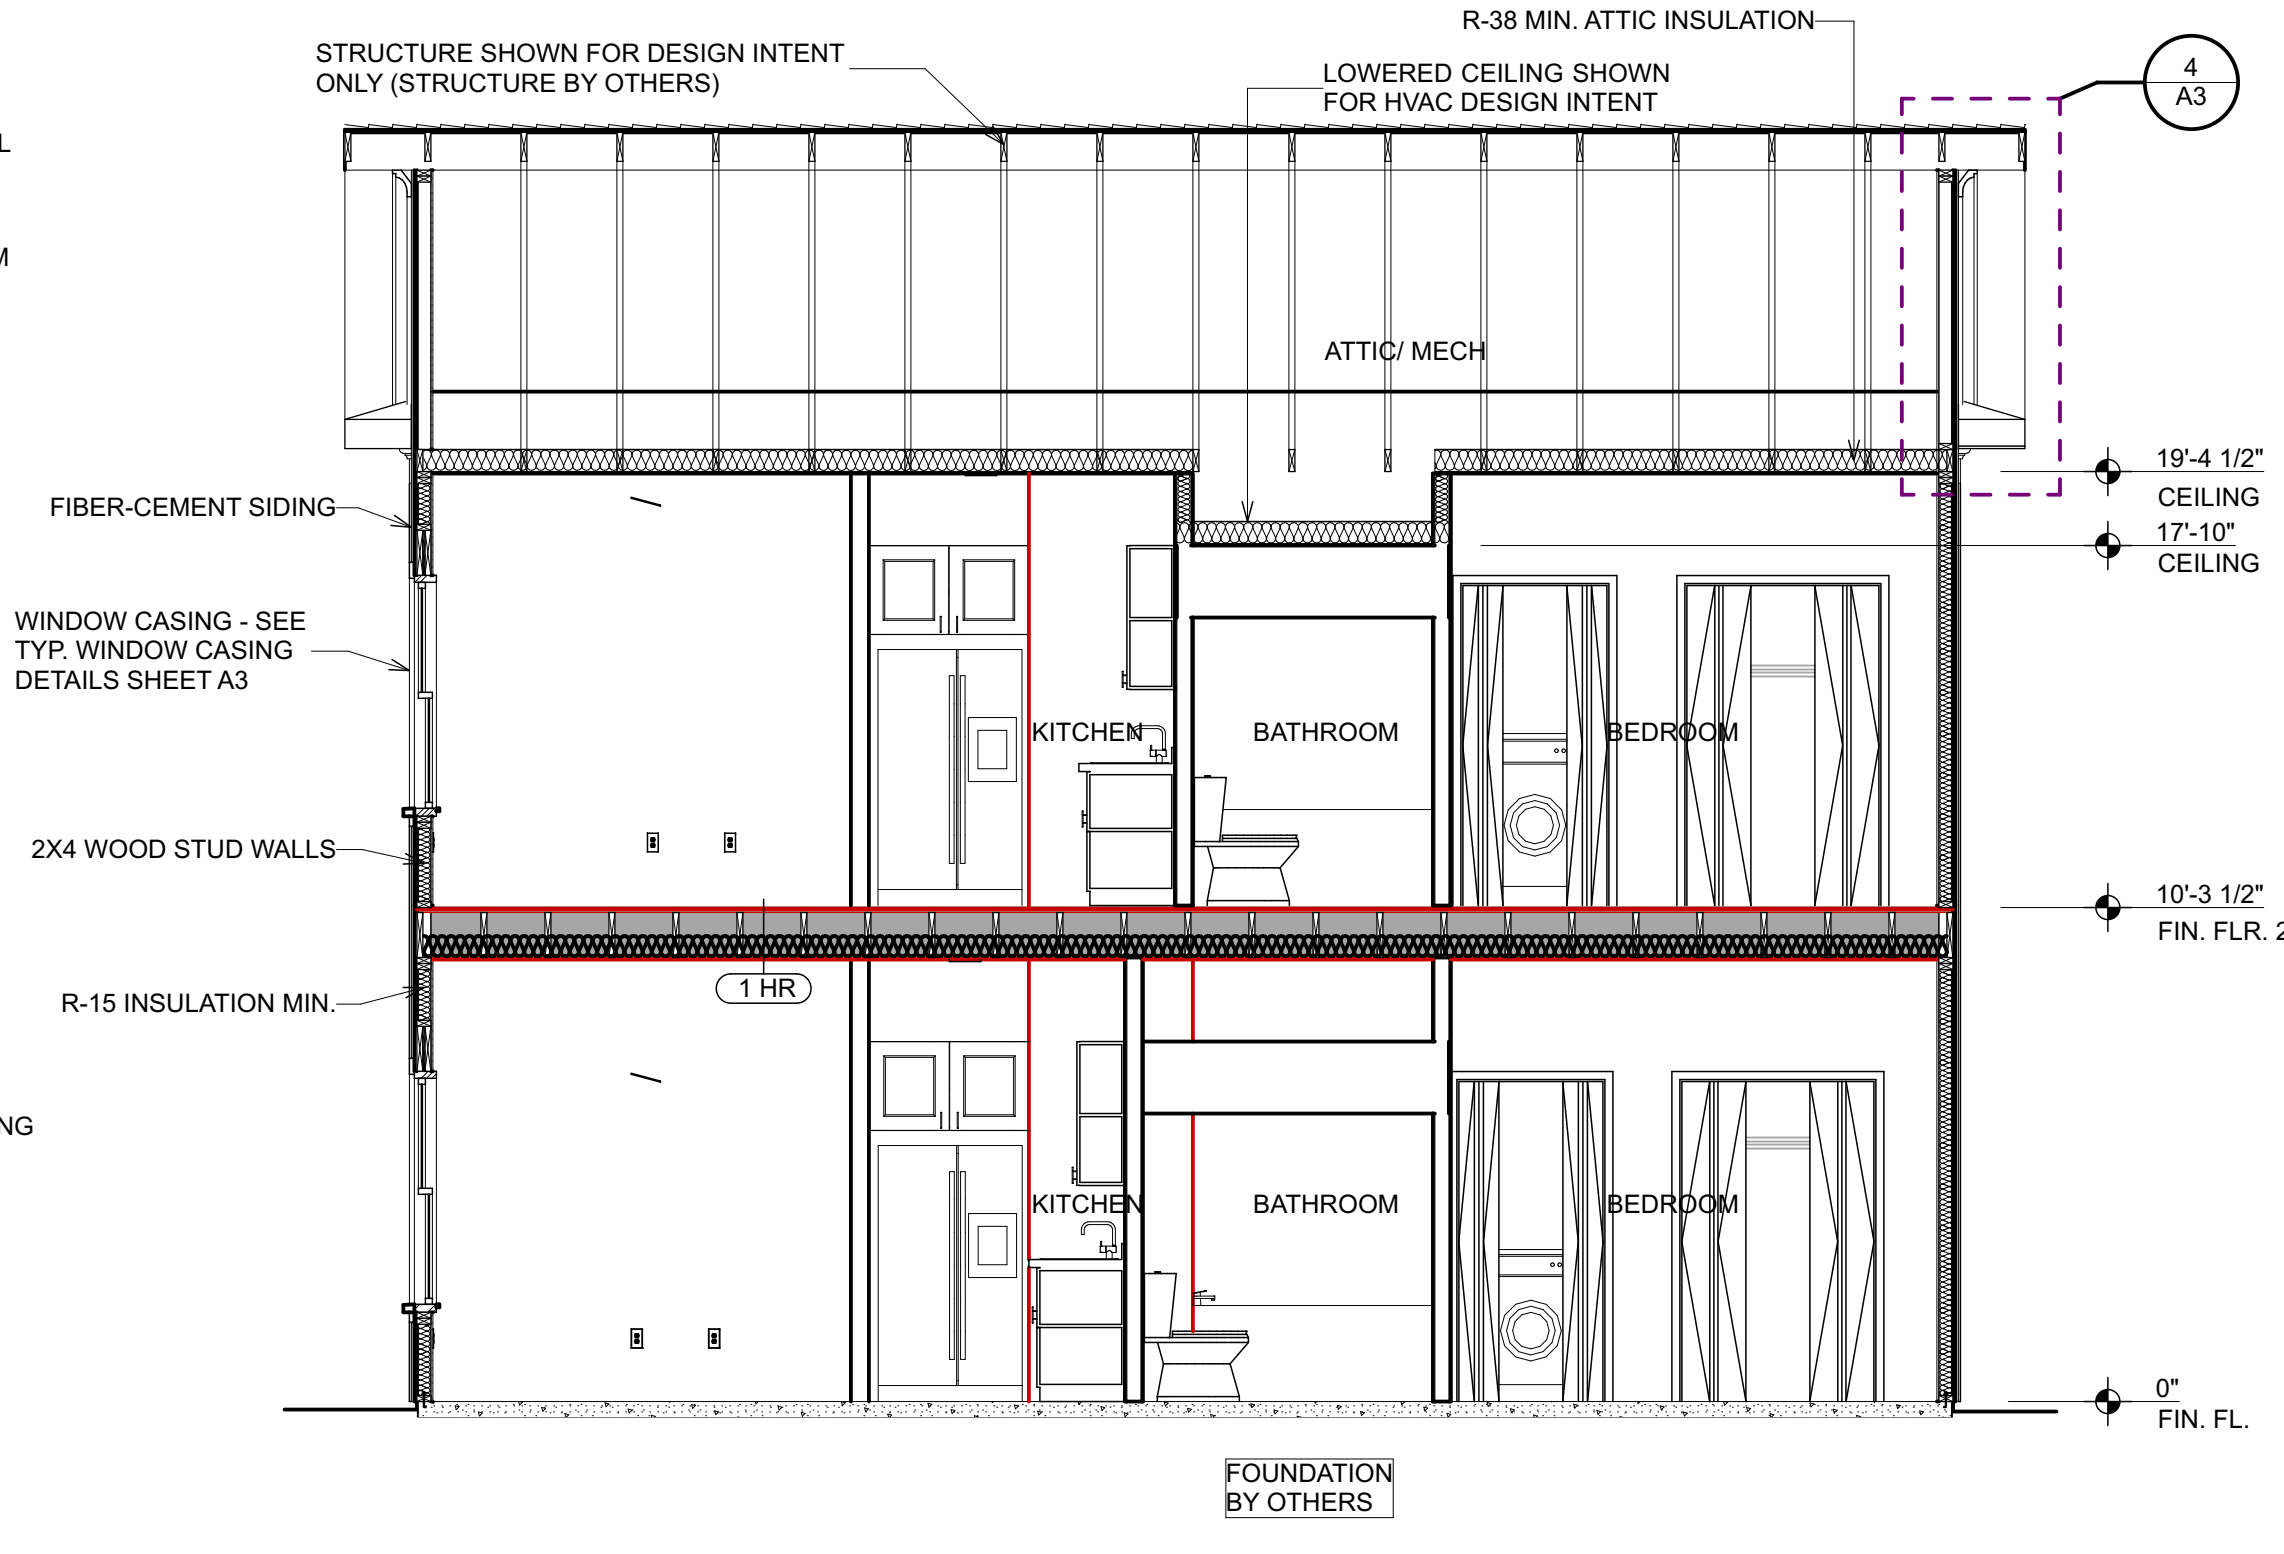 R-38 MIN. ATTIC INSULATION
STRUCTURE SHOWN FOR DESIGN INTENT
ONLY (STRUCTURE BY OTHERS)
LOWERED CEILING SHOWN
FOR HVAC DESIGN INTENT
4
A3
L
M
ATTIC/ MECH
19'-4 1/2"
CEILING
17'-10"
CEILING
FIBER-CEMENT SIDING
WINDOW CASING - SEE
TYP. WINDOW CASING
DETAILS SHEET A3
KITCHEN
BATHROOM
BEDROOM
2X4 WOOD STUD WALLS
10'-3 1/2"
FIN. FLR. 2
1 HR
R-15 INSULATION MIN.
NG
KITCHEN
BATHROOM
BEDROOM
0"
FIN. FL.
FOUNDATION
BY OTHERS